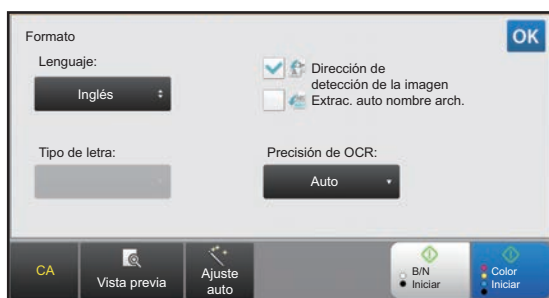 Formato
OK
Lenguaje:
Inglés
Dirección de
detección de la imagen
Extrac. auto nombre arch.
Tipo de letra:
Precisión de OCR:
Auto
CA
Vista previa
Ajuste
auto
B/N
Iniciar
Color
Iniciar